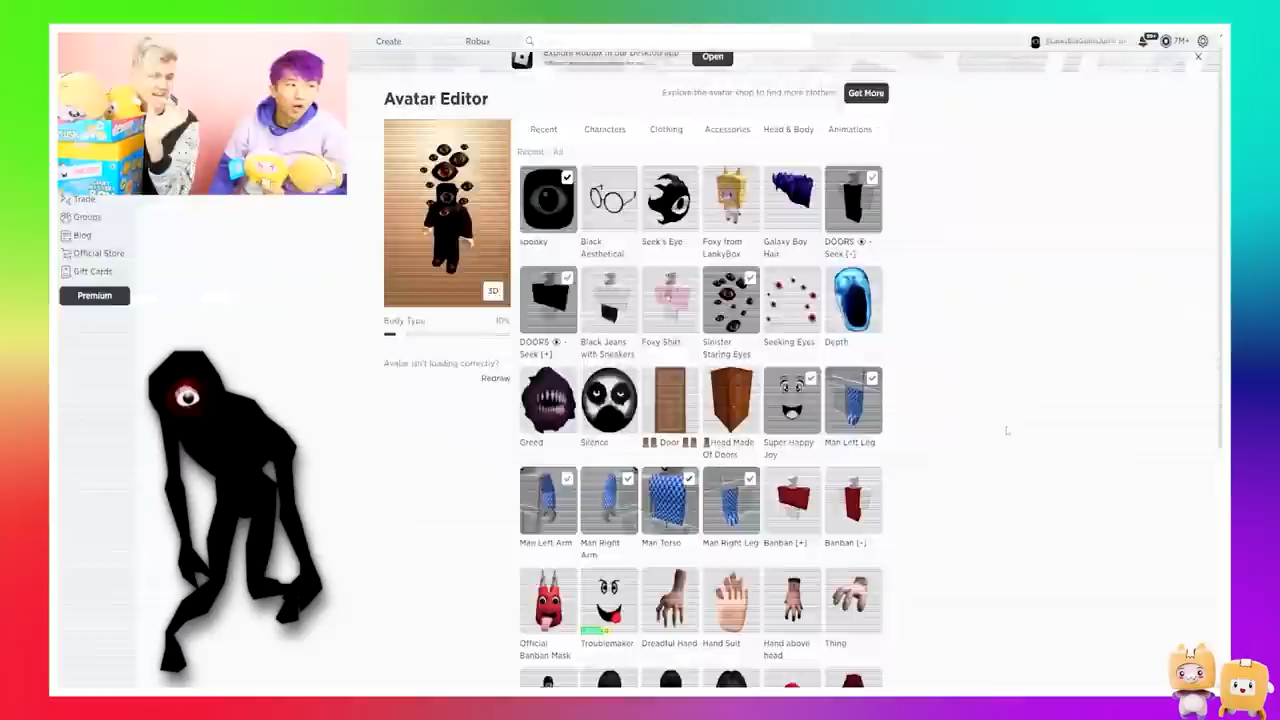 Create
Robux
99+
7M+
Open
Avatar Editor
Explore the avatar shop to find more clothes
Get More
Recent
Characters
Clothing
Accessories
Head & Body
Animations
Recent All
Trade
Groups
Blog
Official Store
Gift Cards
Premium
3D
Body Type
10%
Avatar isn't loading correctly?
Redraw
spooky
Black Aesthetical
Seek's Eye
Foxy from LankyBox
Galaxy Boy Hair
DOORS 👁 - Seek [-]
DOORS 👁 - Seek [+]
Black Jeans with Sneakers
Foxy Shirt
Sinister Staring Eyes
Seeking Eyes
Depth
Greed
Silence
🚪🚪 Door 🚪🚪
🚪Head Made Of Doors
Super Happy Joy
Man Left Leg
Man Left Arm
Man Right Arm
Man Torso
Man Right Leg
Banban [+]
Banban [-]
Official Banban Mask
Troublemaker
Dreadful Hand
Hand Suit
Hand above head
Thing